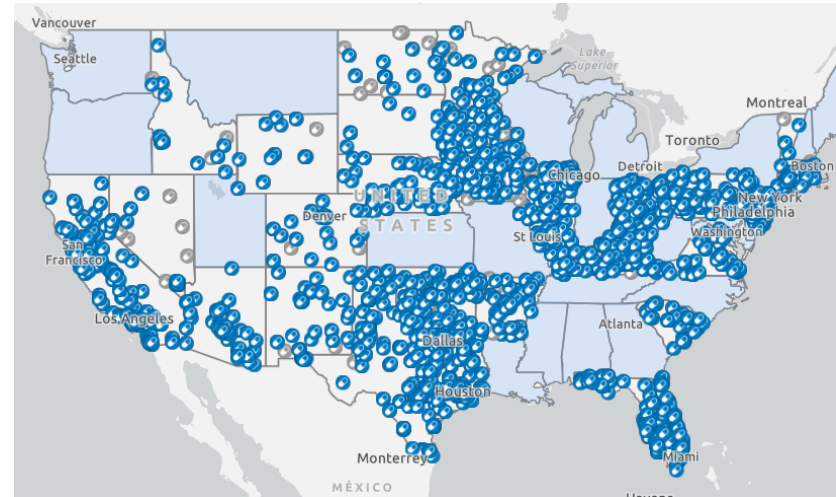 Vancouver
Seattle
Lake
Superior
Montreal
Toronto
Boston
Detroit
Chicago
New York
Philadelphia
UNITED
STATES
Denver
St Louis
Washington
San
Francisco
Los Angeles
Atlanta
Dallas
Houston
Miami
Monterrey
MÉXICO